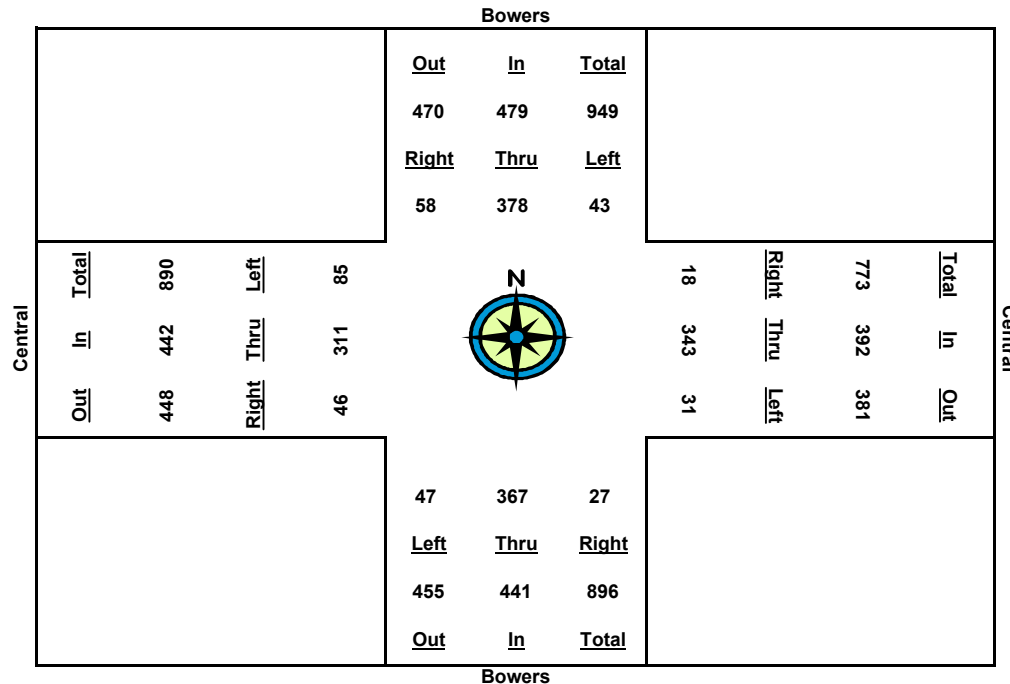 Bowers
Out In Total
470 479 949
Right Thru Left
58 378 43
Central
Total 890 Left 85
In 442 Thru 311
Out 448 Right 46
N
18 Right 773 Total
343 Thru 392 In
31 Left 381 Out
Central
47 367 27
Left Thru Right
455 441 896
Out In Total
Bowers